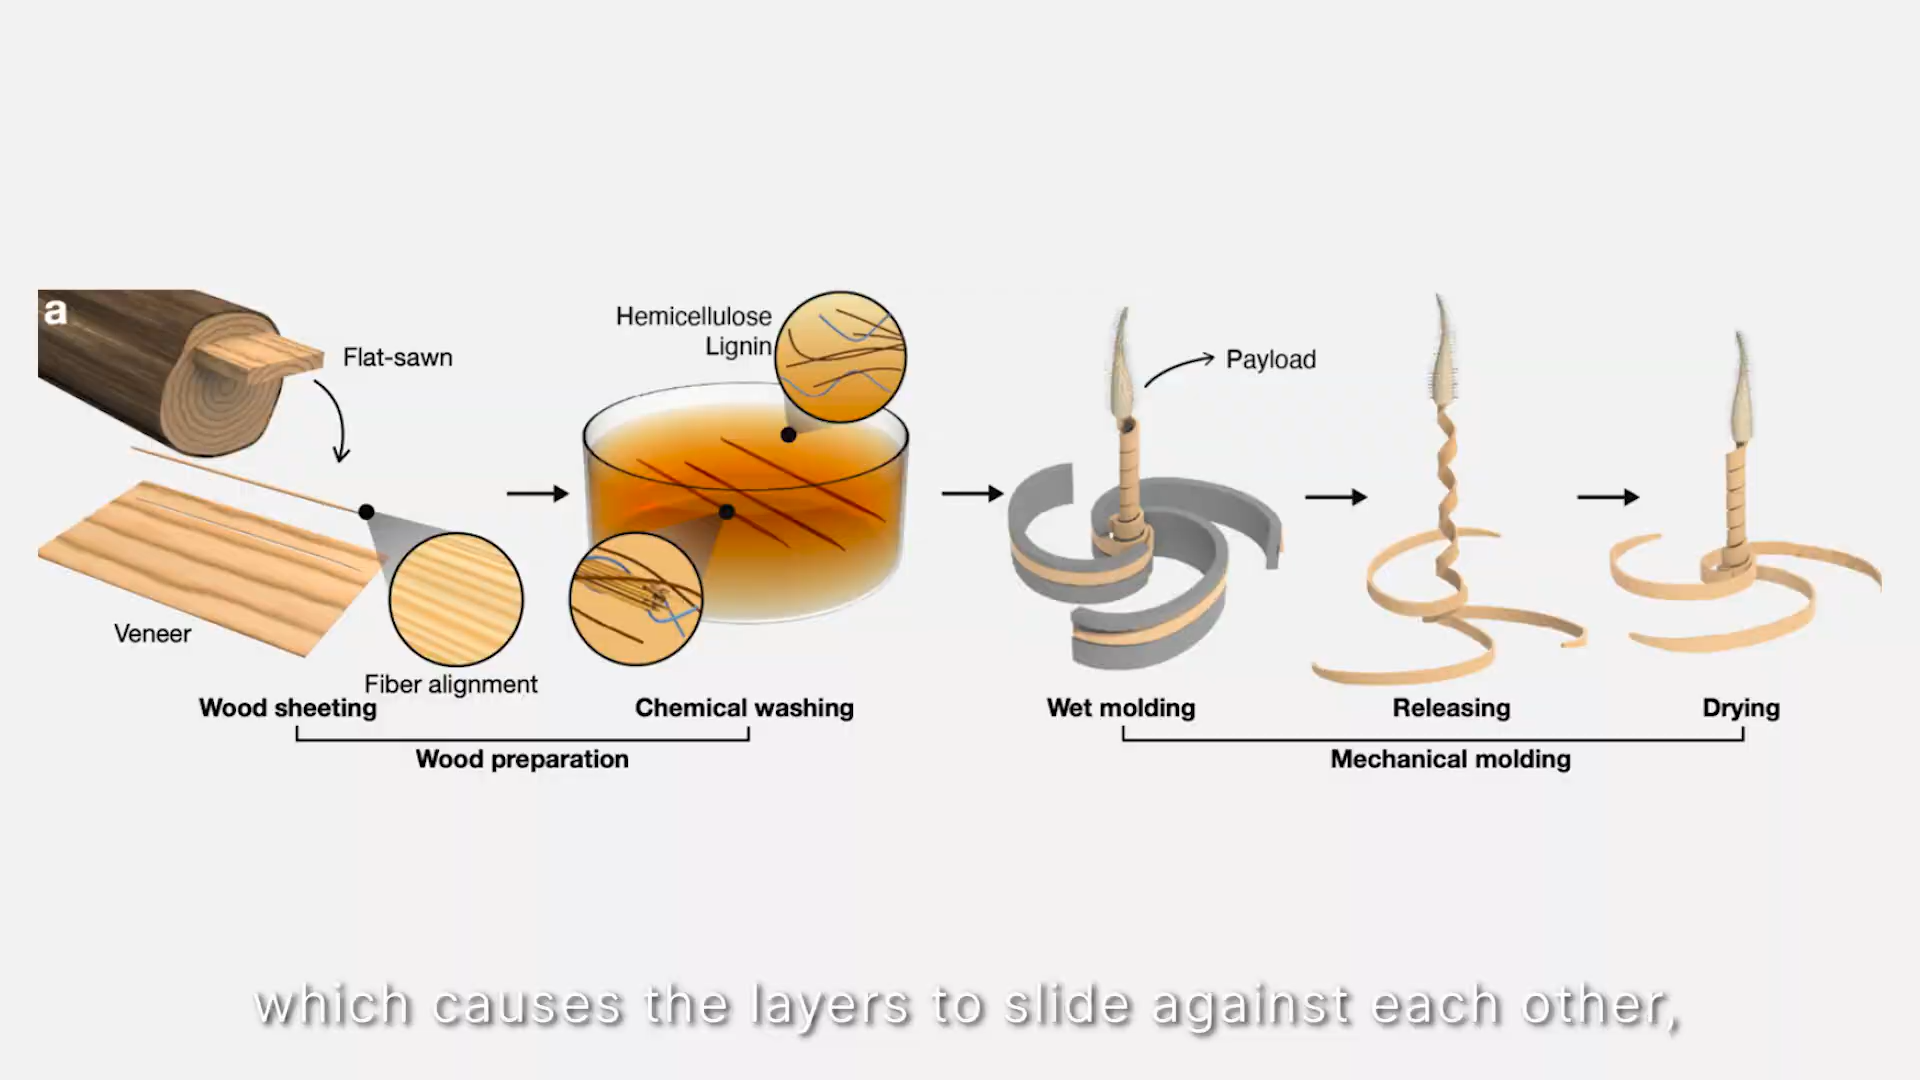 a
Flat-sawn
Veneer
Fiber alignment
Wood sheeting
Hemicellulose
Lignin
Chemical washing
Wood preparation
Payload
Wet molding
Releasing
Drying
Mechanical molding
which causes the layers to slide against each other,